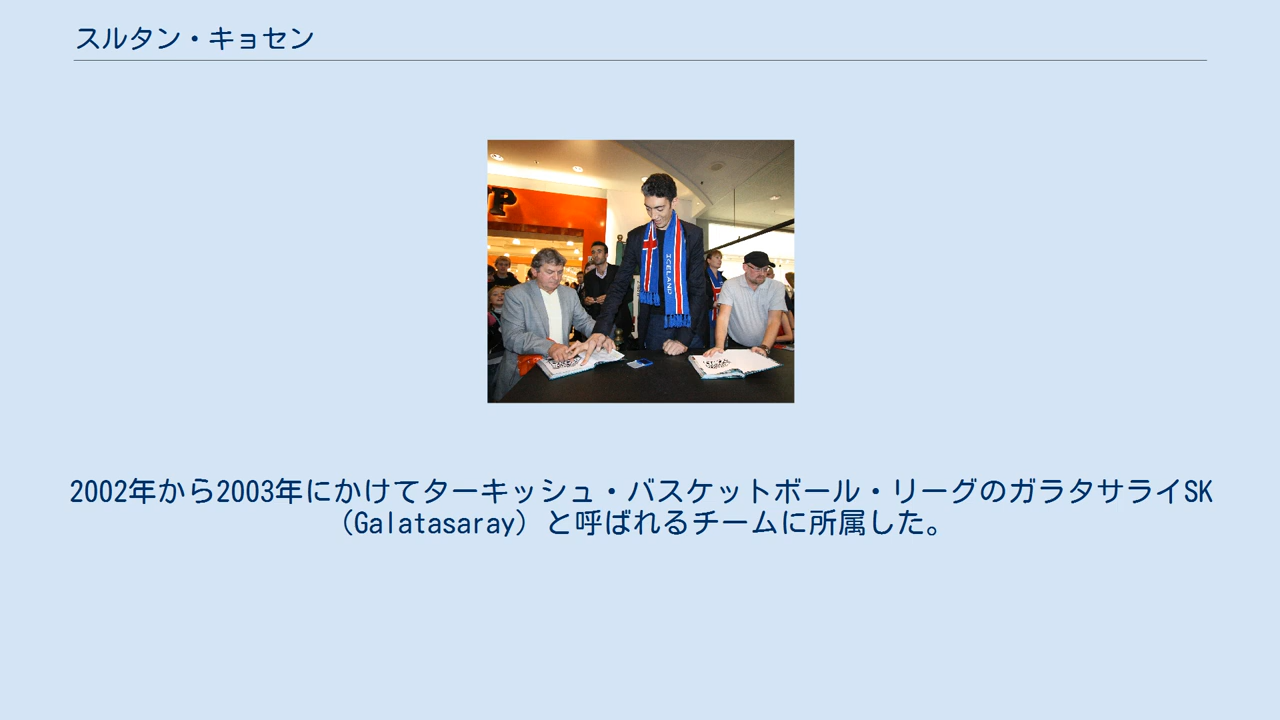 スルタン・キョセン
YP
ICELAND
2002年から2003年にかけてターキッシュ・バスケットボール・リーグのガラタサライSK
（Galatasaray）と呼ばれるチームに所属した。